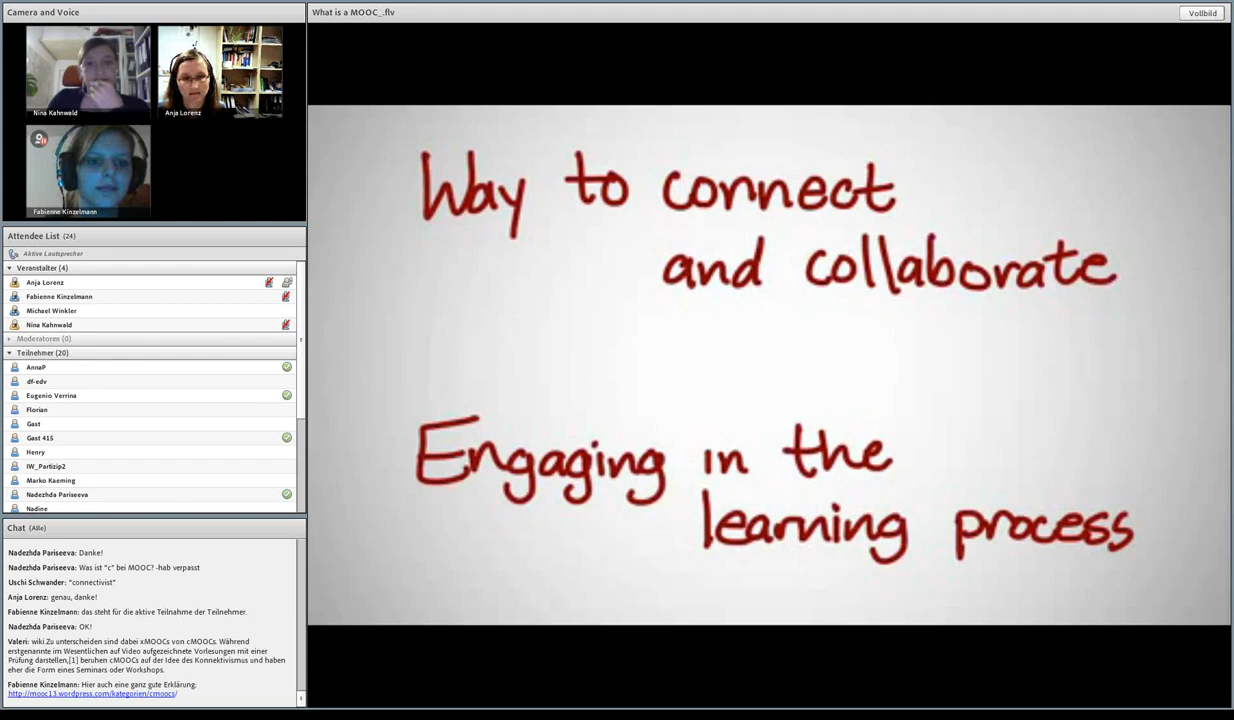 Camera and Voice
Nina Kahnwald
Anja Lorenz
Fabienne Kinzelmann
Attendee List (24)
Aktive Lautsprecher
Veranstalter (4)
Anja Lorenz
Fabienne Kinzelmann
Michael Winkler
Nina Kahnwald
Moderatoren (0)
Teilnehmer (20)
AnnaP
df-edv
Eugenio Verrina
Florian
Gast
Gast 415
Henry
IW_Partizip2
Marko Kaeming
Nadezhda Pariseeva
Nadine
Chat (Alle)
Nadezhda Pariseeva: Danke!
Nadezhda Pariseeva: Was ist "c" bei MOOC? -hab verpasst
Uschi Schwander: "connectivist"
Anja Lorenz: genau, danke!
Fabienne Kinzelmann: das steht für die aktive Teilnahme der Teilnehmer.
Nadezhda Pariseeva: OK!
Valeri: wiki.Zu unterscheiden sind dabei xMOOCs von cMOOCs. Während
erstgenannte im Wesentlichen auf Video aufgezeichnete Vorlesungen mit einer
Prüfung darstellen,[1] beruhen cMOOCs auf der Idee des Konnektivismus und haben
eher die Form eines Seminars oder Workshops.
Fabienne Kinzelmann: Hier auch eine ganz gute Erklärung:
http://mooc13.wordpress.com/kategorien/cmoocs/
What is a MOOC_.flv
Vollbild
Way to connect
and collaborate
Engaging in the
learning process